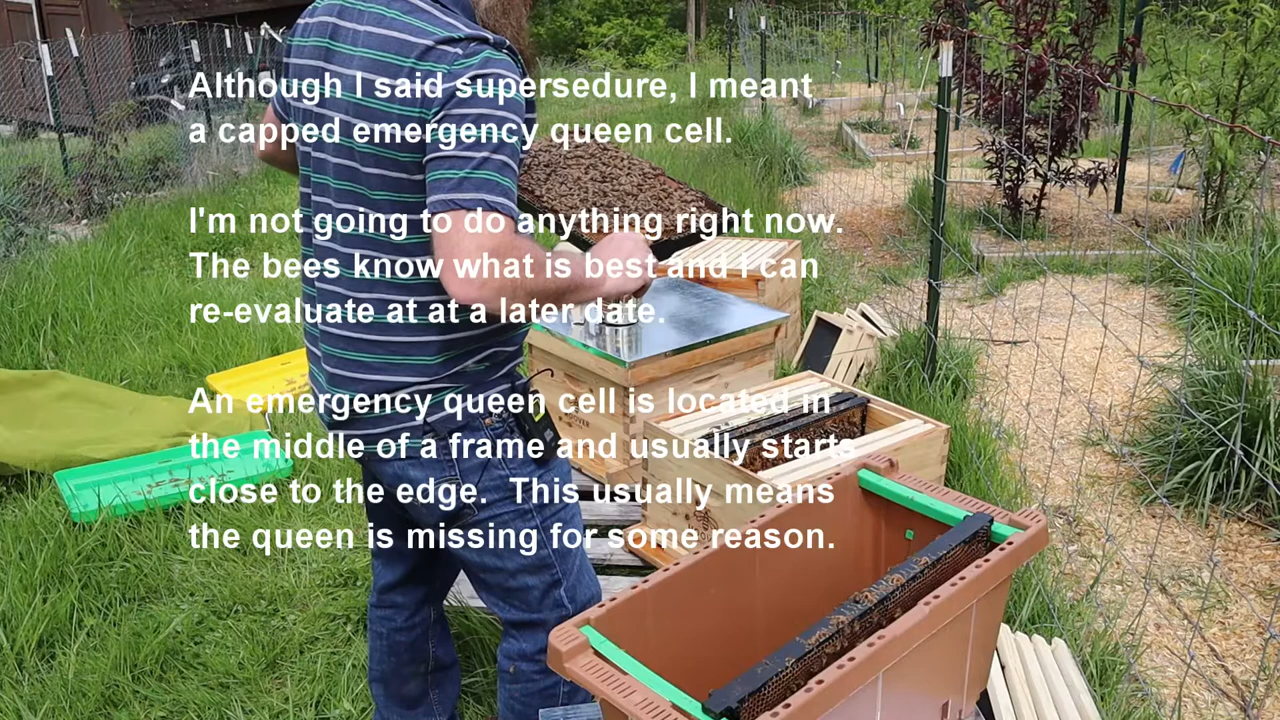 Although I said supersedure, I meant
a capped emergency queen cell.
I'm not going to do anything right now.
The bees know what is best and I can
re-evaluate at at a later date.
An emergency queen cell is located in
the middle of a frame and usually starts
close to the edge.  This usually means
the queen is missing for some reason.